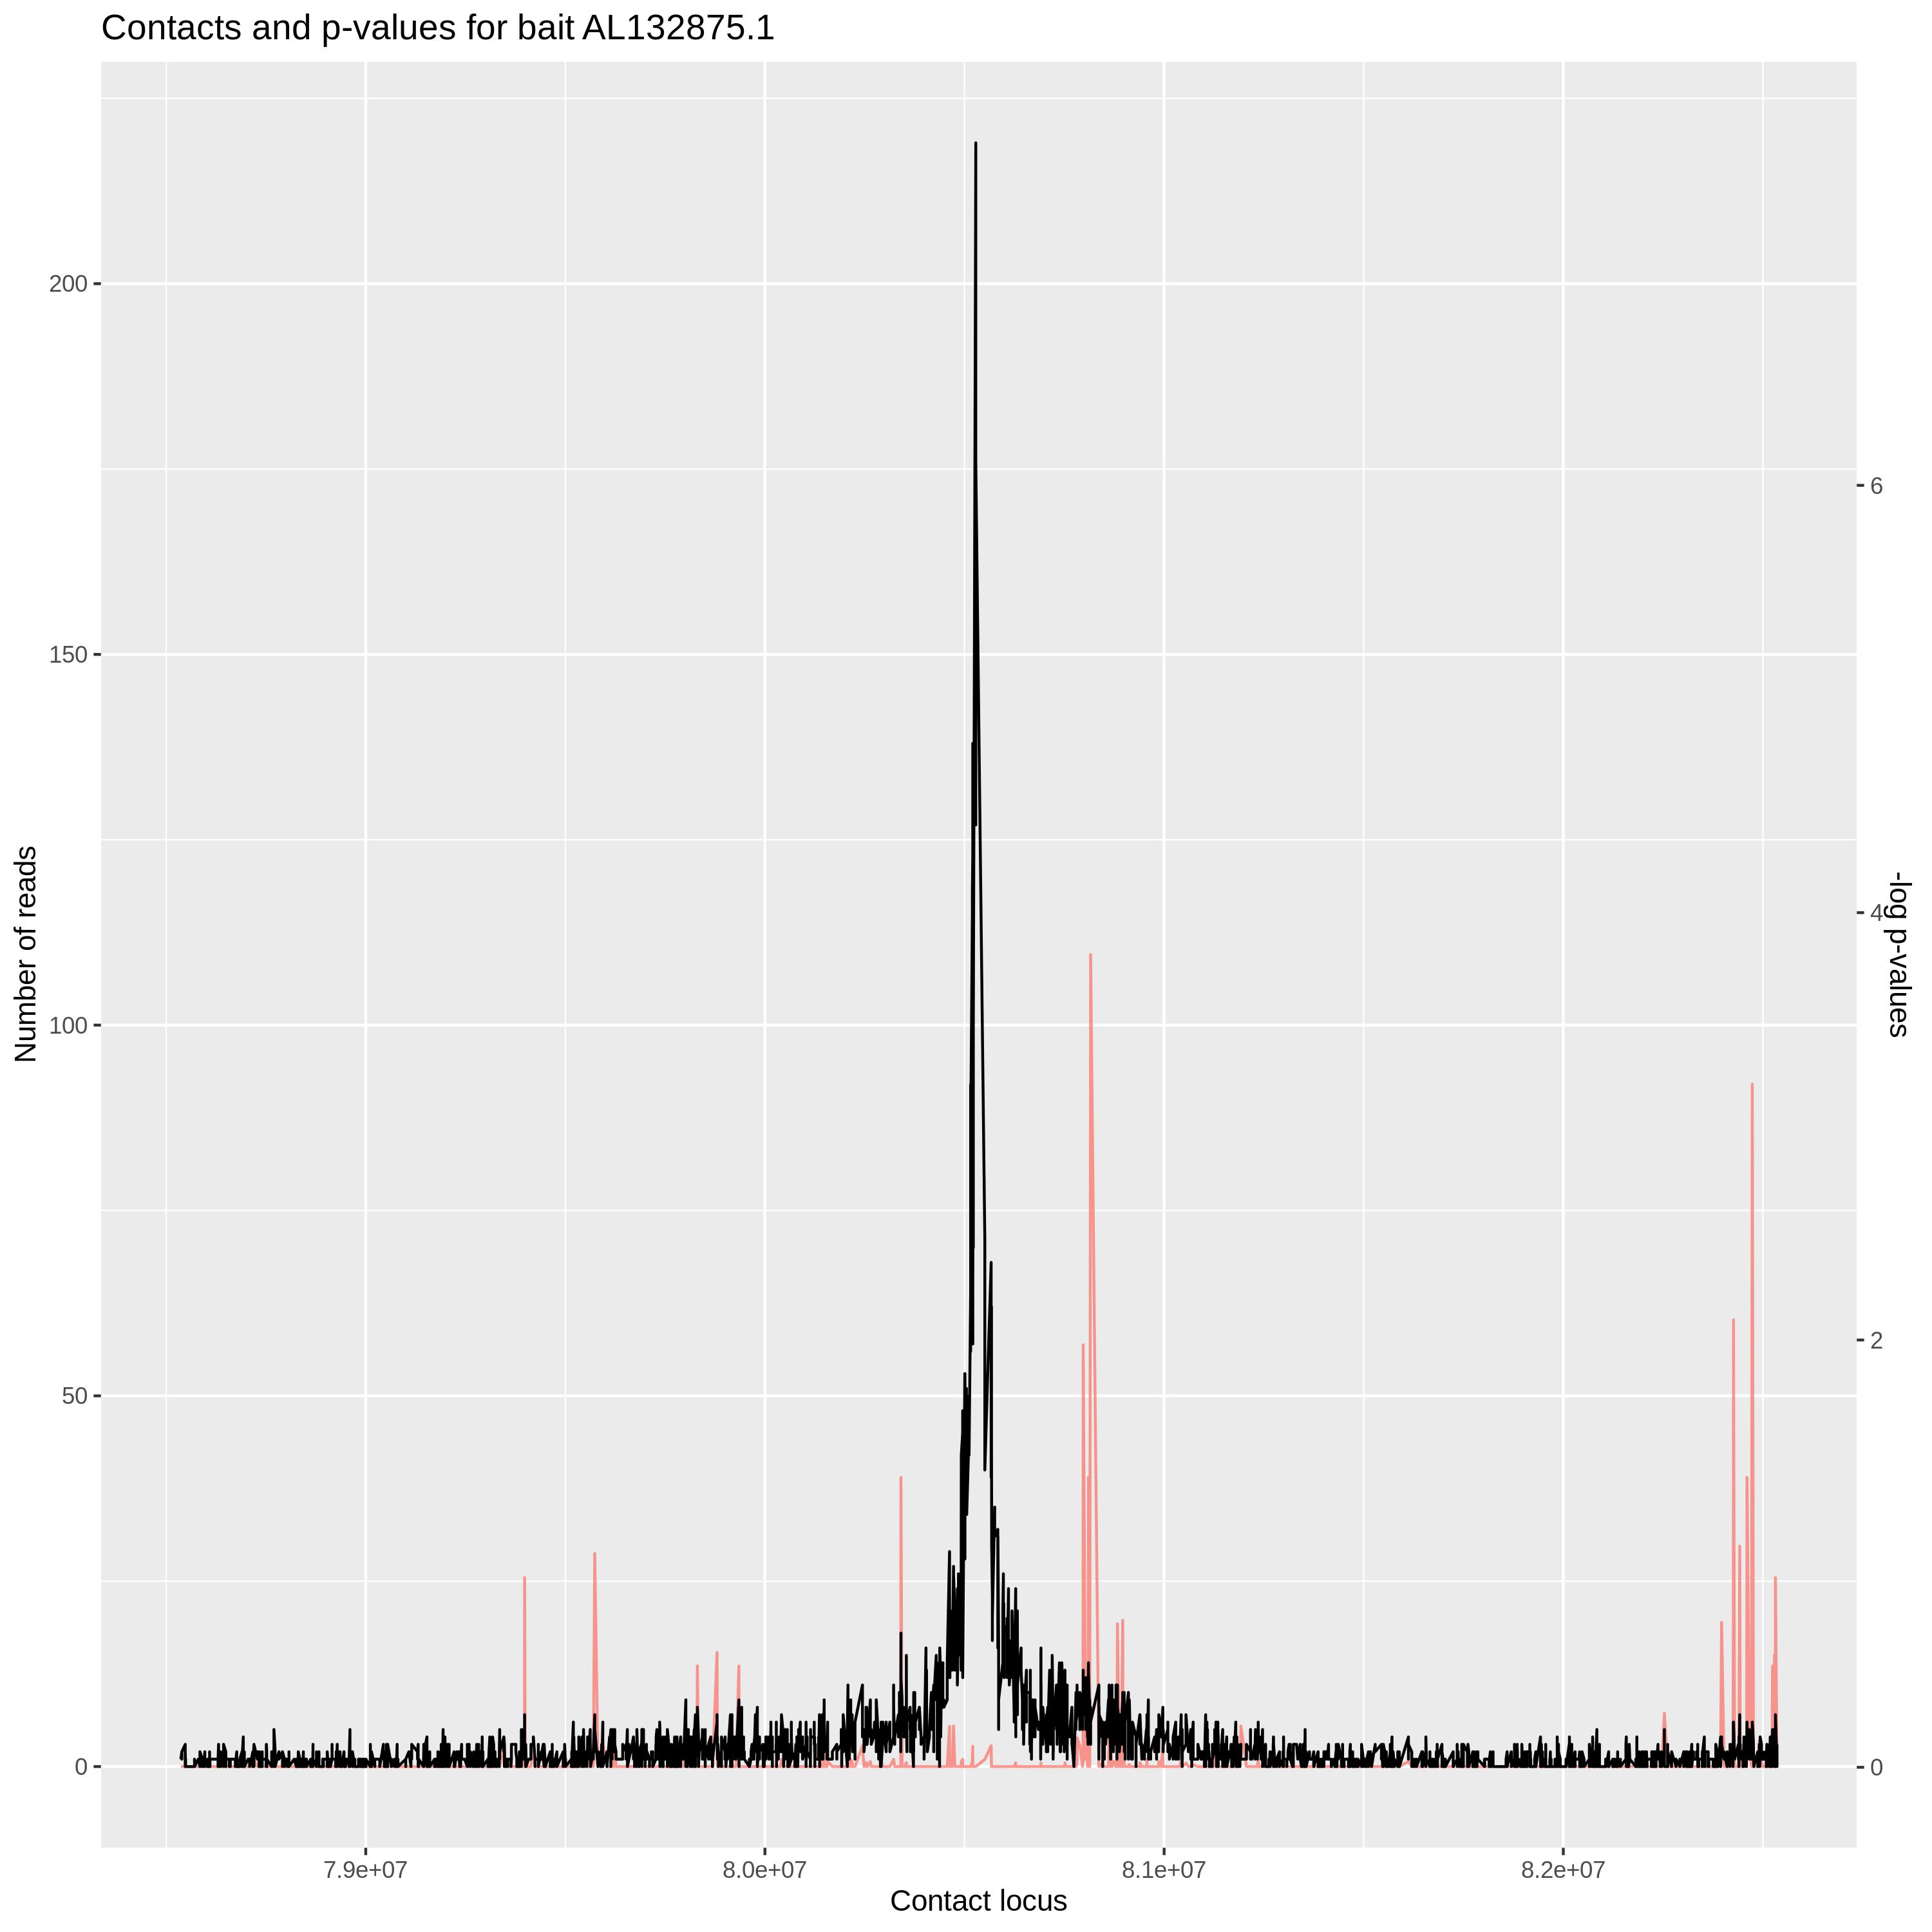 Contacts and p-values for bait AL132875.1
200
150
100
50
0
Number of reads
6
4
2
0
-log p-values
7.9e+07
8.0e+07
8.1e+07
8.2e+07
Contact locus